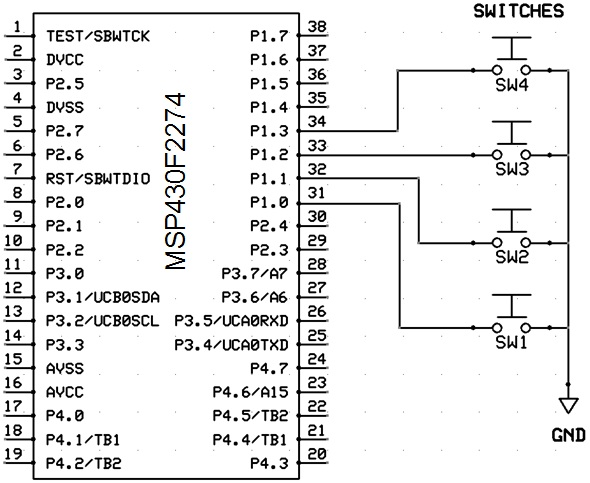 SWITCHES
1 TEST/SBWTCK P1.7 38
2 DVCC P1.6 37
3 P2.5 P1.5 36
4 DVSS P1.4 35
5 P2.7 P1.3 34
6 P2.6 P1.2 33
7 RST/SBWTDIO P1.1 32
8 P2.0 P1.0 31
9 P2.1 P2.4 30
10 P2.2 P2.3 29
11 P3.0 P3.7/A7 28
12 P3.1/UCB0SDA P3.6/A6 27
13 P3.2/UCB0SCL P3.5/UCA0RXD 26
14 P3.3 P3.4/UCA0TXD 25
15 AVSS P4.7 24
16 AVCC P4.6/A15 23
17 P4.0 P4.5/TB2 22
18 P4.1/TB1 P4.4/TB1 21
19 P4.2/TB2 P4.3 20
MSP430F2274
SW4
SW3
SW2
SW1
GND